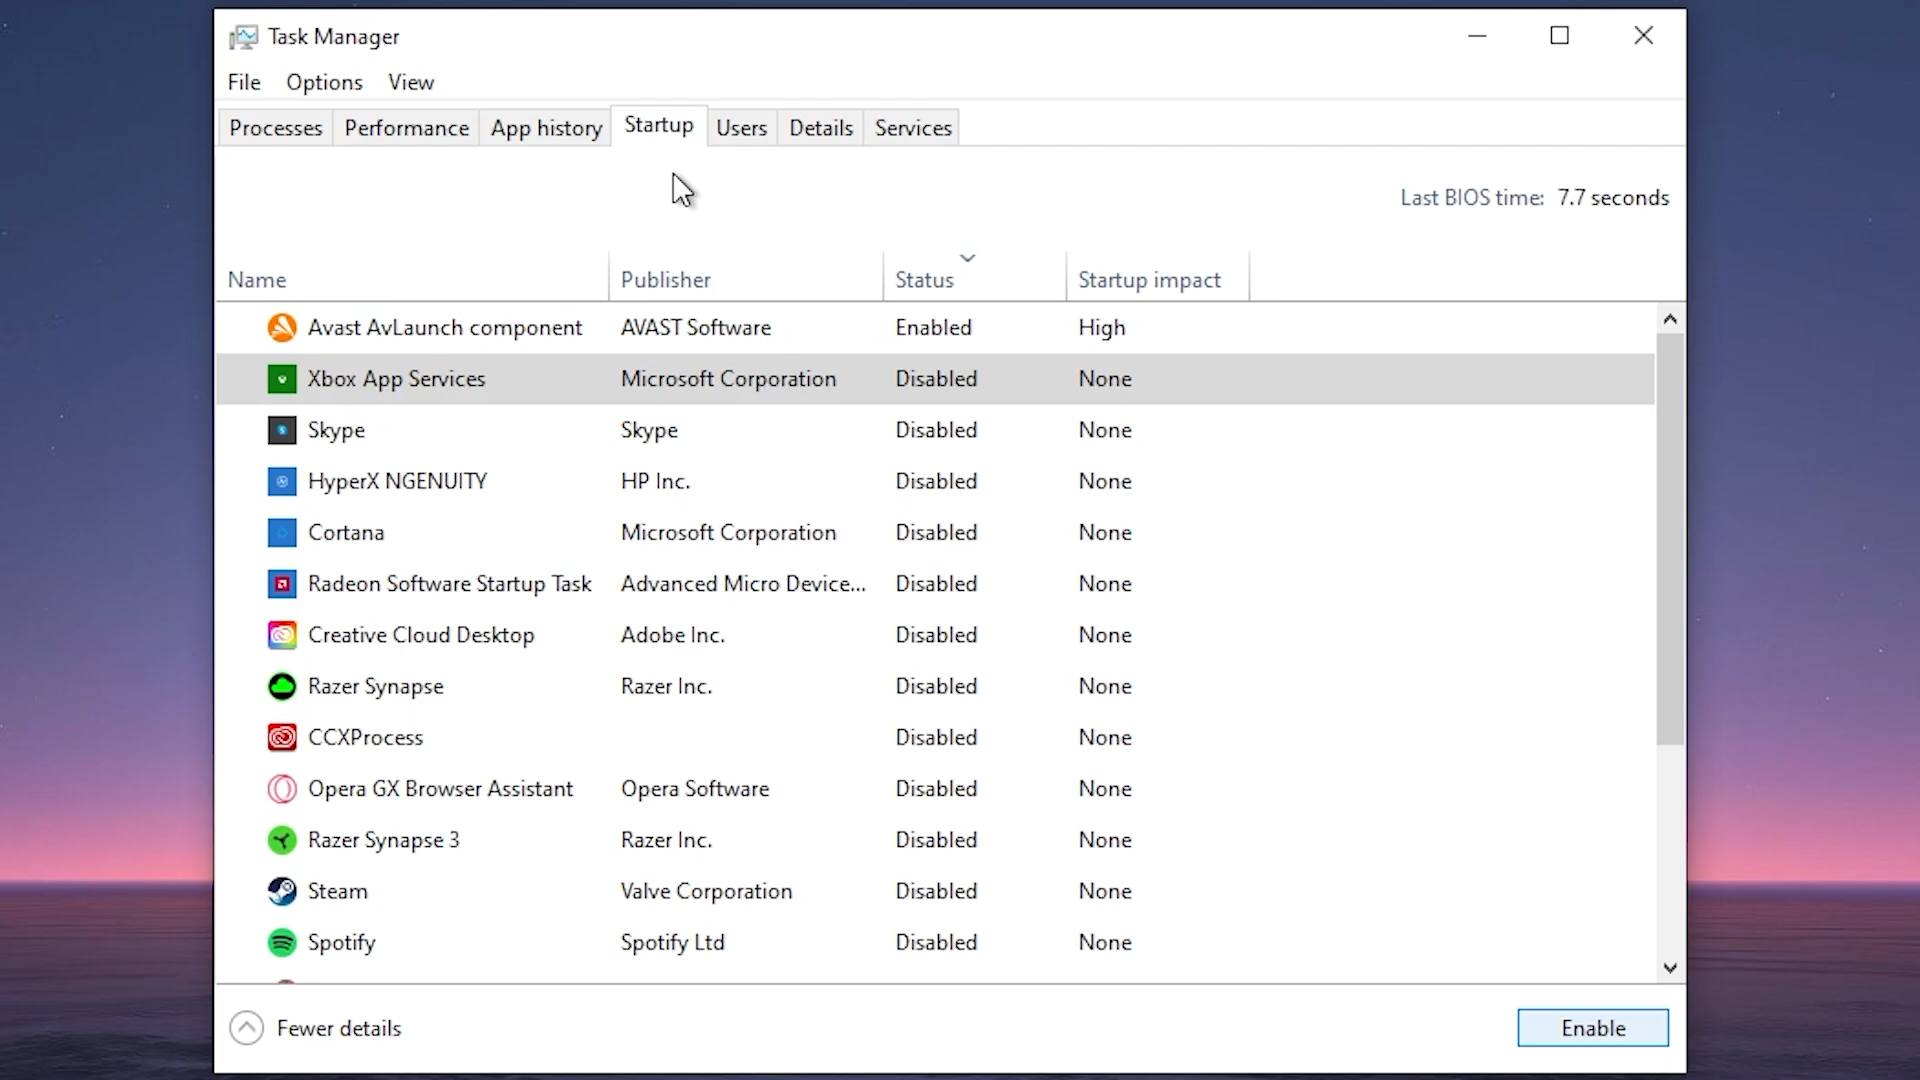 Task Manager
File Options View
Processes Performance App history Startup Users Details Services
Last BIOS time: 7.7 seconds
Name Publisher Status Startup impact
Avast AvLaunch component AVAST Software Enabled High
Xbox App Services Microsoft Corporation Disabled None
Skype Skype Disabled None
HyperX NGENUITY HP Inc. Disabled None
Cortana Microsoft Corporation Disabled None
Radeon Software Startup Task Advanced Micro Device... Disabled None
Creative Cloud Desktop Adobe Inc. Disabled None
Razer Synapse Razer Inc. Disabled None
CCXProcess Disabled None
Opera GX Browser Assistant Opera Software Disabled None
Razer Synapse 3 Razer Inc. Disabled None
Steam Valve Corporation Disabled None
Spotify Spotify Ltd Disabled None
Fewer details Enable